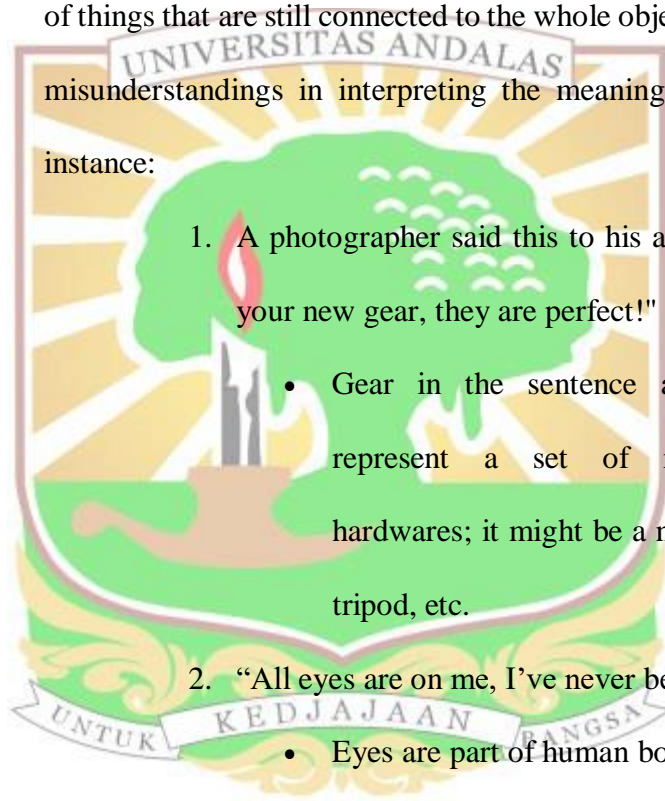 of things that are still connected to the whole obje
UNIVERSITAS ANDALAS
misunderstandings in interpreting the meaning
instance:
1. A photographer said this to his a
your new gear, they are perfect!"
• Gear in the sentence a
represent a set of
hardwares; it might be a
tripod, etc.
2. “All eyes are on me, I’ve never be
UNTUK KEDJAJAAN BANGSA
• Eyes are part of human bo